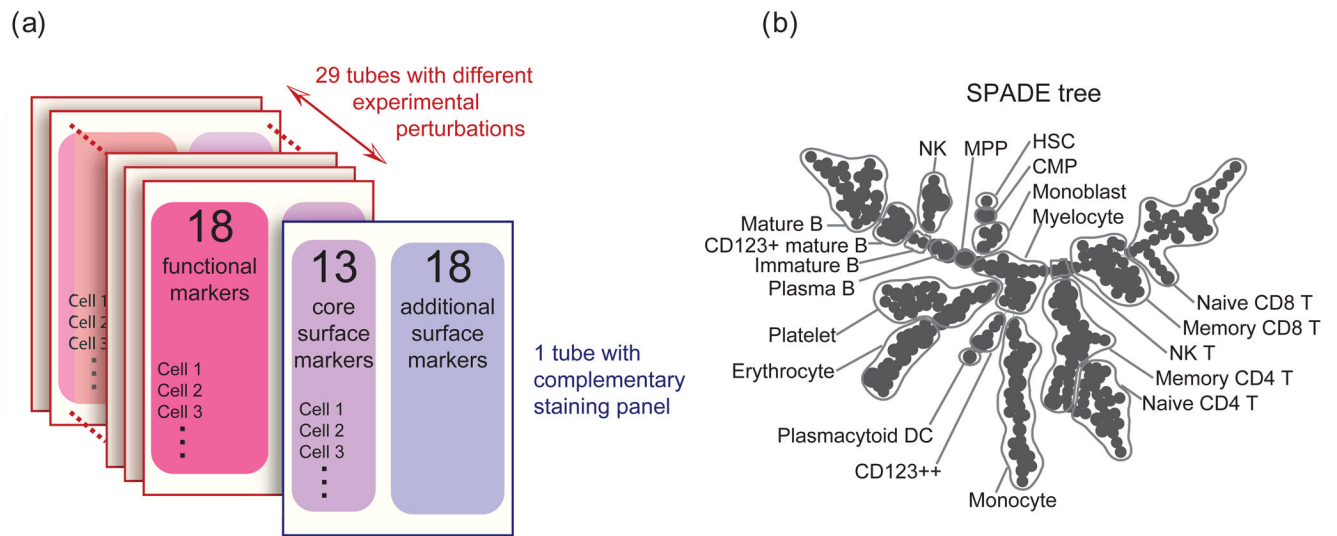 (a)
29 tubes with different
experimental
perturbations
18
functional
markers
Cell 1
Cell 2
Cell 3
Cell 1
Cell 2
Cell 3
13
core
surface
markers
Cell 1
Cell 2
Cell 3
18
additional
surface
markers
1 tube with
complementary
staining panel
(b)
SPADE tree
NK
MPP
HSC
CMP
Monoblast
Myelocyte
Mature B
CD123+ mature B
Immature B
Plasma B
Platelet
Erythrocyte
Plasmacytoid DC
CD123++
Monocyte
Naive CD8 T
Memory CD8 T
NK T
Memory CD4 T
Naive CD4 T